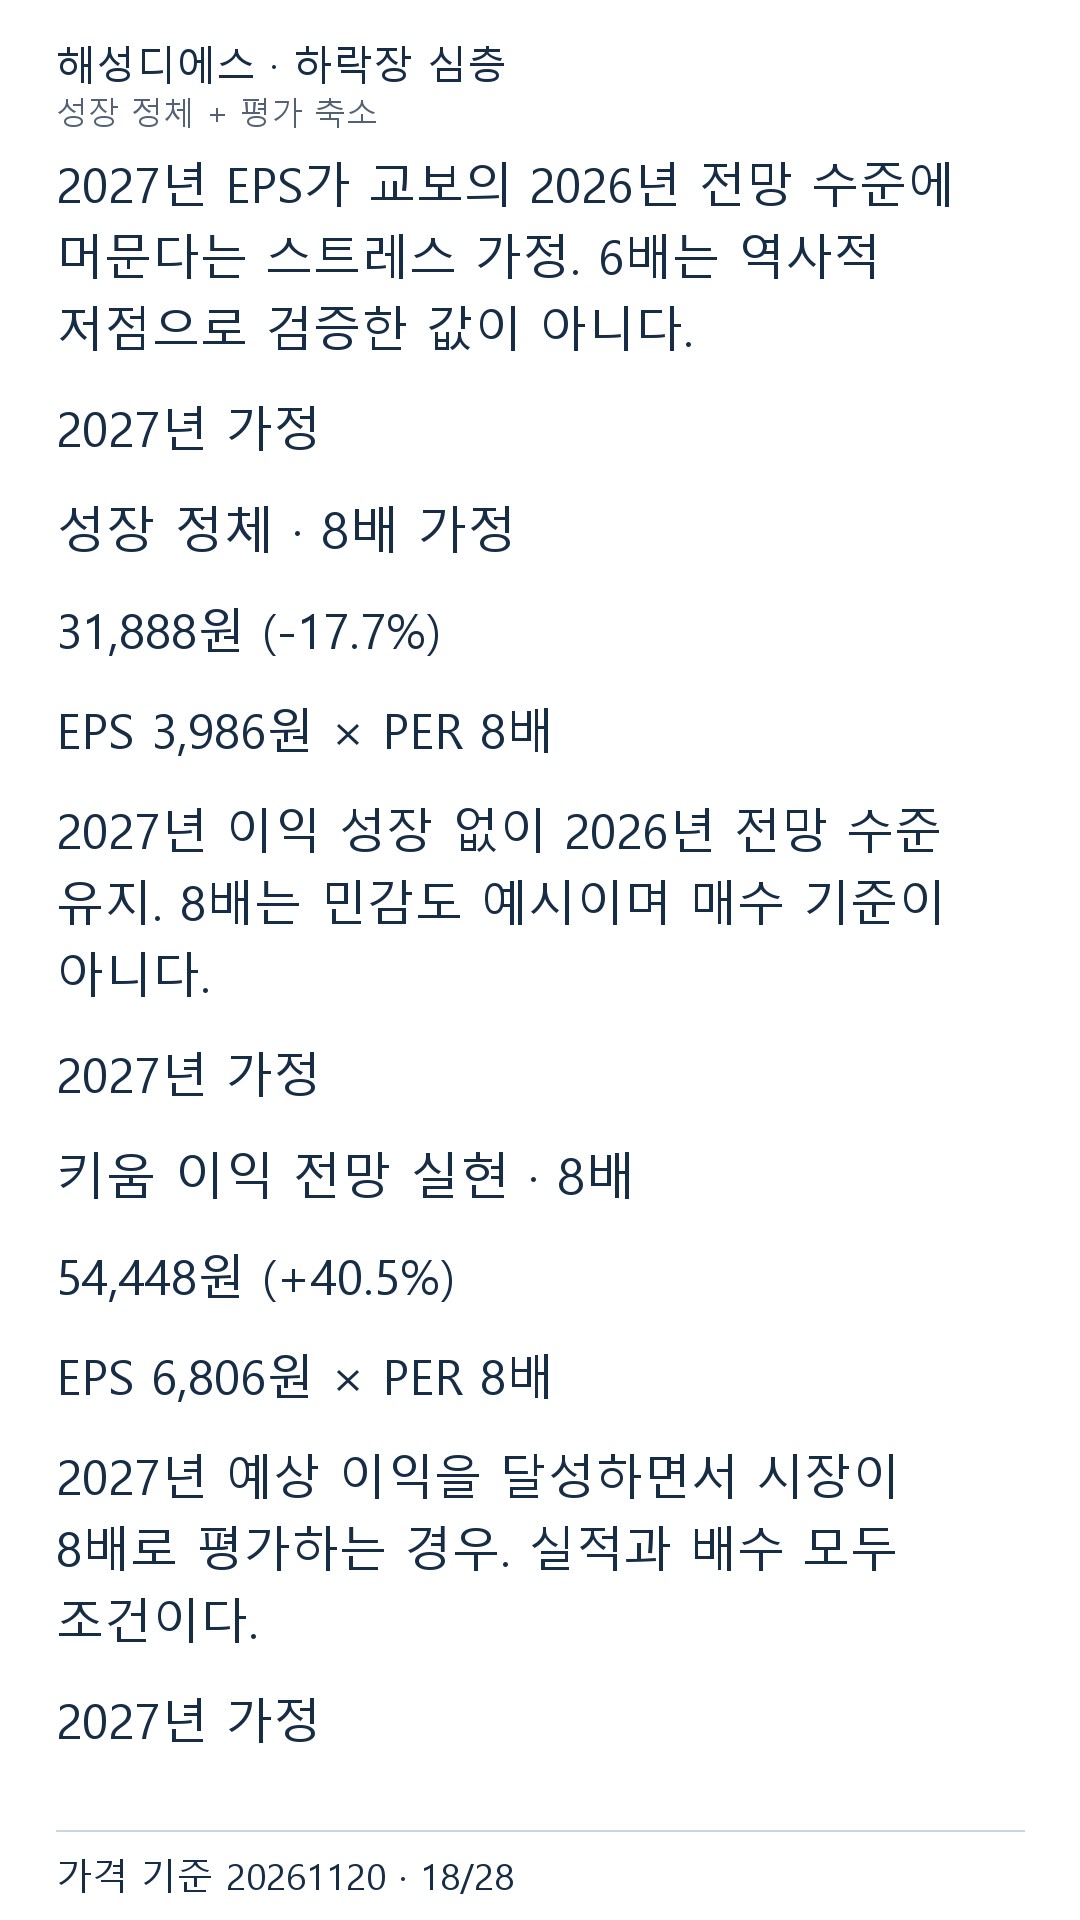 해성디에스 · 하락장 심층
성장 정체 + 평가 축소
2027년 EPS가 교보의 2026년 전망 수준에
머문다는 스트레스 가정. 6배는 역사적
저점으로 검증한 값이 아니다.
2027년 가정
성장 정체 · 8배 가정
31,888원 (-17.7%)
EPS 3,986원 × PER 8배
2027년 이익 성장 없이 2026년 전망 수준
유지. 8배는 민감도 예시이며 매수 기준이
아니다.
2027년 가정
키움 이익 전망 실현 · 8배
54,448원 (+40.5%)
EPS 6,806원 × PER 8배
2027년 예상 이익을 달성하면서 시장이
8배로 평가하는 경우. 실적과 배수 모두
조건이다.
2027년 가정
가격 기준 20261120 · 18/28